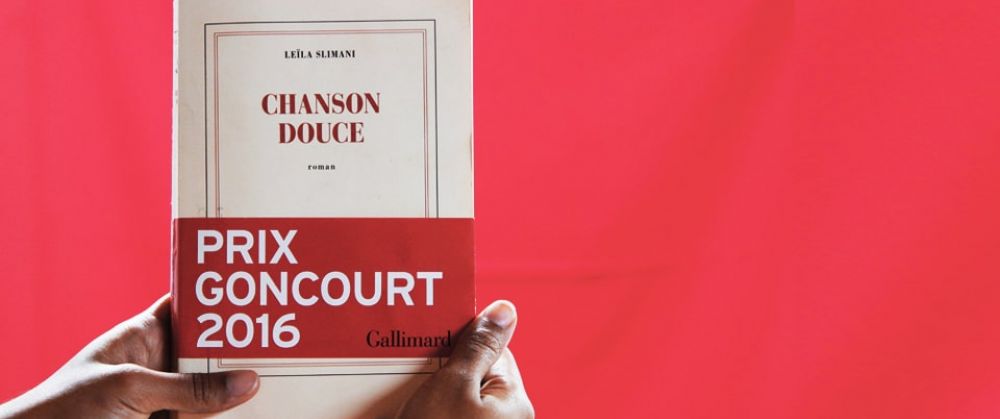 LEÏLA SLIMANI
CHANSON
DOUCE
roman
PRIX
GONCOURT
2016
Gallimard